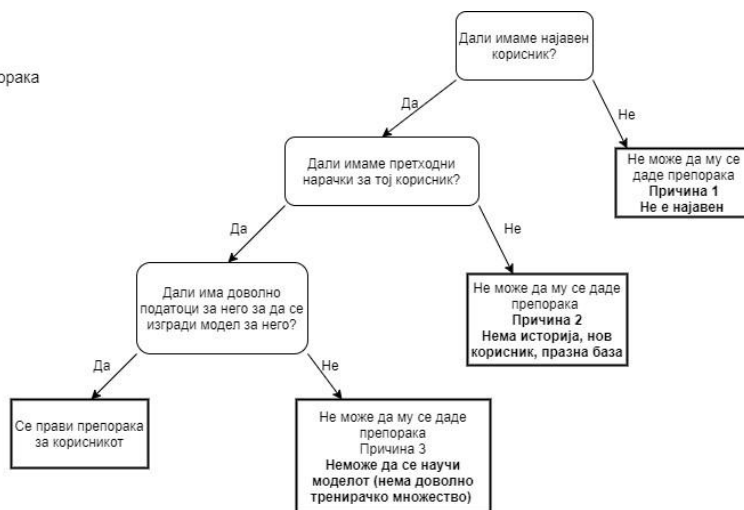 Дали имаме најавен
корисник?
орака
Да
Не
Дали имаме претходни
нарачки за тој корисник?
Не може да му се
даде препорака
Причина 1
Не е најавен
Да
Не
Дали има доволно
податоци за него за да се
изгради модел за него?
Не може да му се даде
препорака
Причина 2
Нема историја, нов
корисник, празна база
Да
Не
Се прави препорака
за корисникот
Не може да му се даде
препорака
Причина 3
Неможе да се научи
моделот (нема доволно
тренирачко множество)